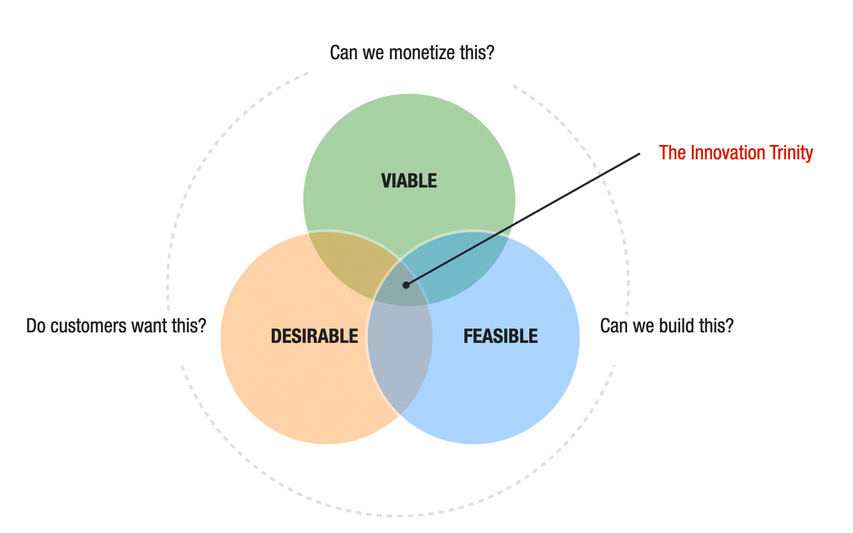 Can we monetize this?
The Innovation Trinity
VIABLE
Do customers want this?
DESIRABLE
FEASIBLE
Can we build this?